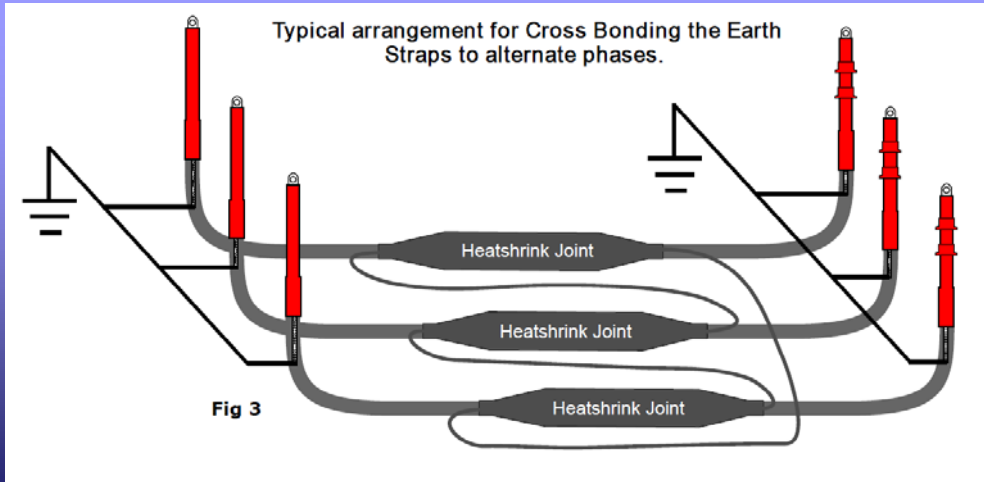 Typical arrangement for Cross Bonding the Earth
Straps to alternate phases.
Heatshrink Joint
Heatshrink Joint
Heatshrink Joint
Fig 3